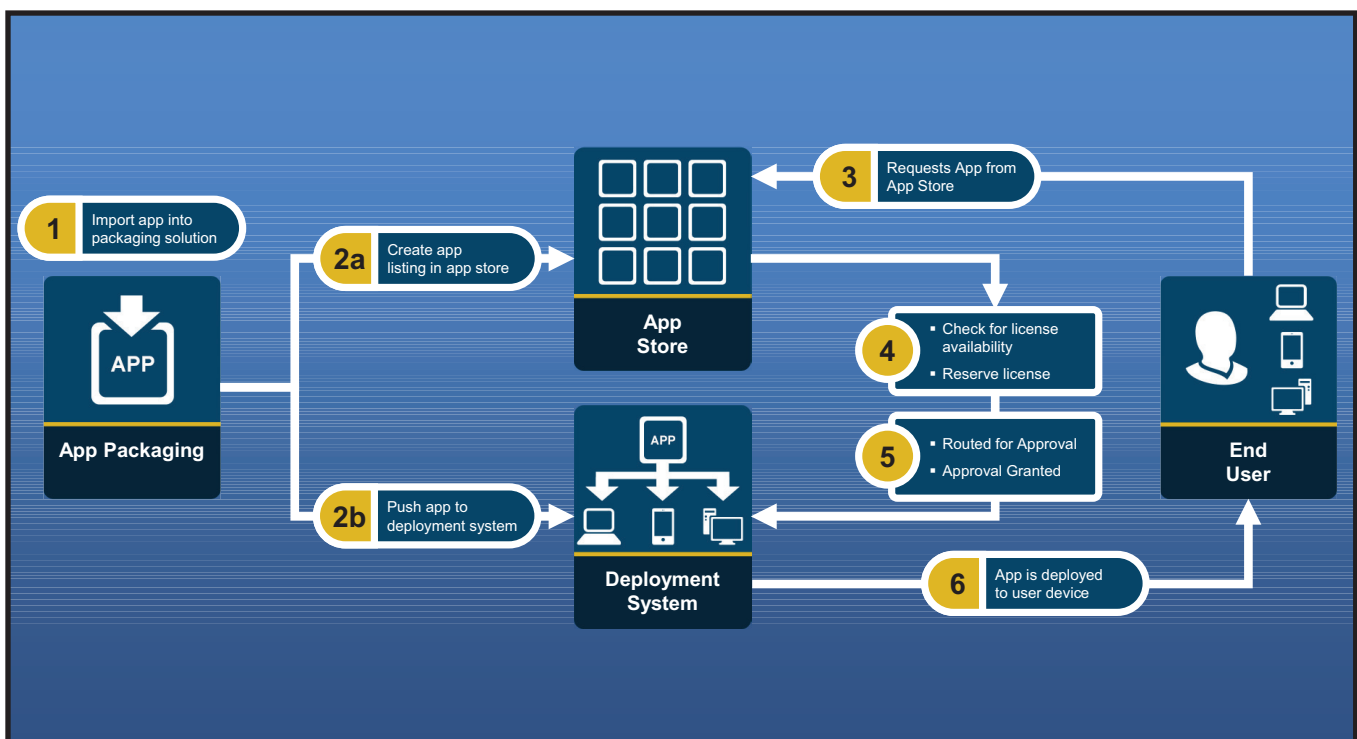 1
Import app into
packaging solution
APP
App Packaging
2a
Create app
listing in app store
2b
Push app to
deployment system
App
Store
APP
Deployment
System
3
Requests App from
App Store
4
▪ Check for license
availability
▪ Reserve license
5
▪ Routed for Approval
▪ Approval Granted
6
App is deployed
to user device
End
User